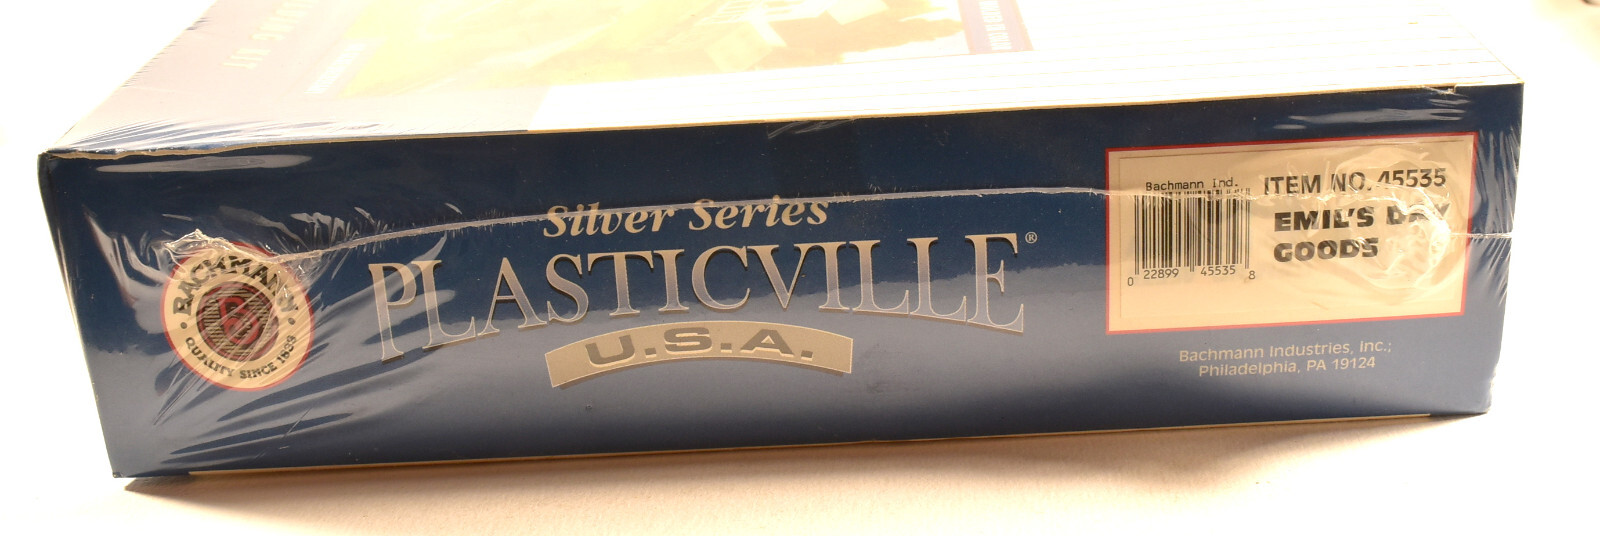 BACHMANN
QUALITY SINCE 1833
Silver Series
PLASTICVILLE®
U.S.A.
Bachmann Ind.
0 22899 45535 8
ITEM NO. 45535
EMIL'S DRY
GOODS
Bachmann Industries, Inc.;
Philadelphia, PA 19124